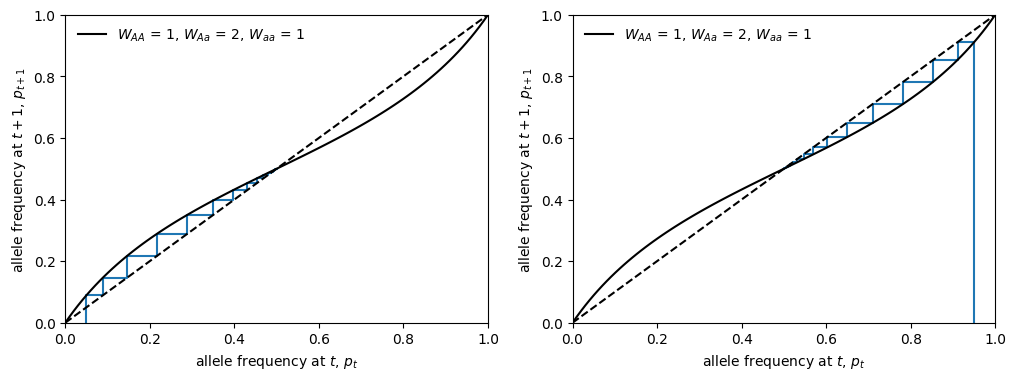 W_AA = 1, W_Aa = 2, W_aa = 1
1.0
0.8
0.6
0.4
0.2
0.0
allele frequency at t + 1, p_{t+1}
0.0 0.2 0.4 0.6 0.8 1.0
allele frequency at t, p_t
W_AA = 1, W_Aa = 2, W_aa = 1
1.0
0.8
0.6
0.4
0.2
0.0
allele frequency at t + 1, p_{t+1}
0.0 0.2 0.4 0.6 0.8 1.0
allele frequency at t, p_t